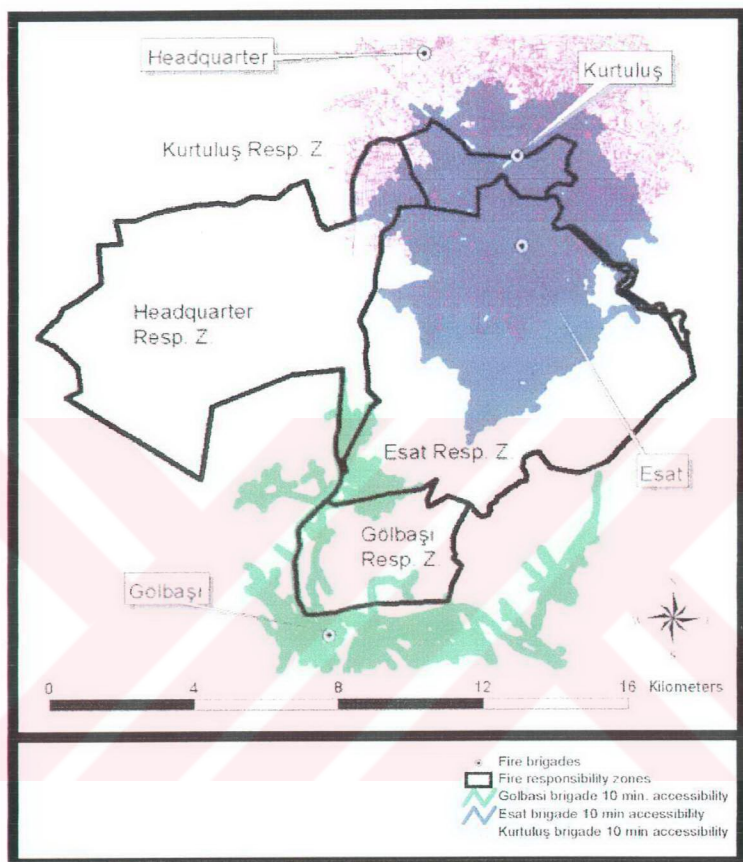 Headquarter
Kurtuluş
Kurtuluş Resp. Z.
Headquarter
Resp. Z.
Esat Resp. Z.
Esat
Gölbaşı
Resp. Z.
Gölbaşı
0 4 8 12 16 Kilometers
Fire brigades
Fire responsibility zones
Gölbası brigade 10 min. accessibility
Esat brigade 10 min accessibility
Kurtuluş brigade 10 min accessibility